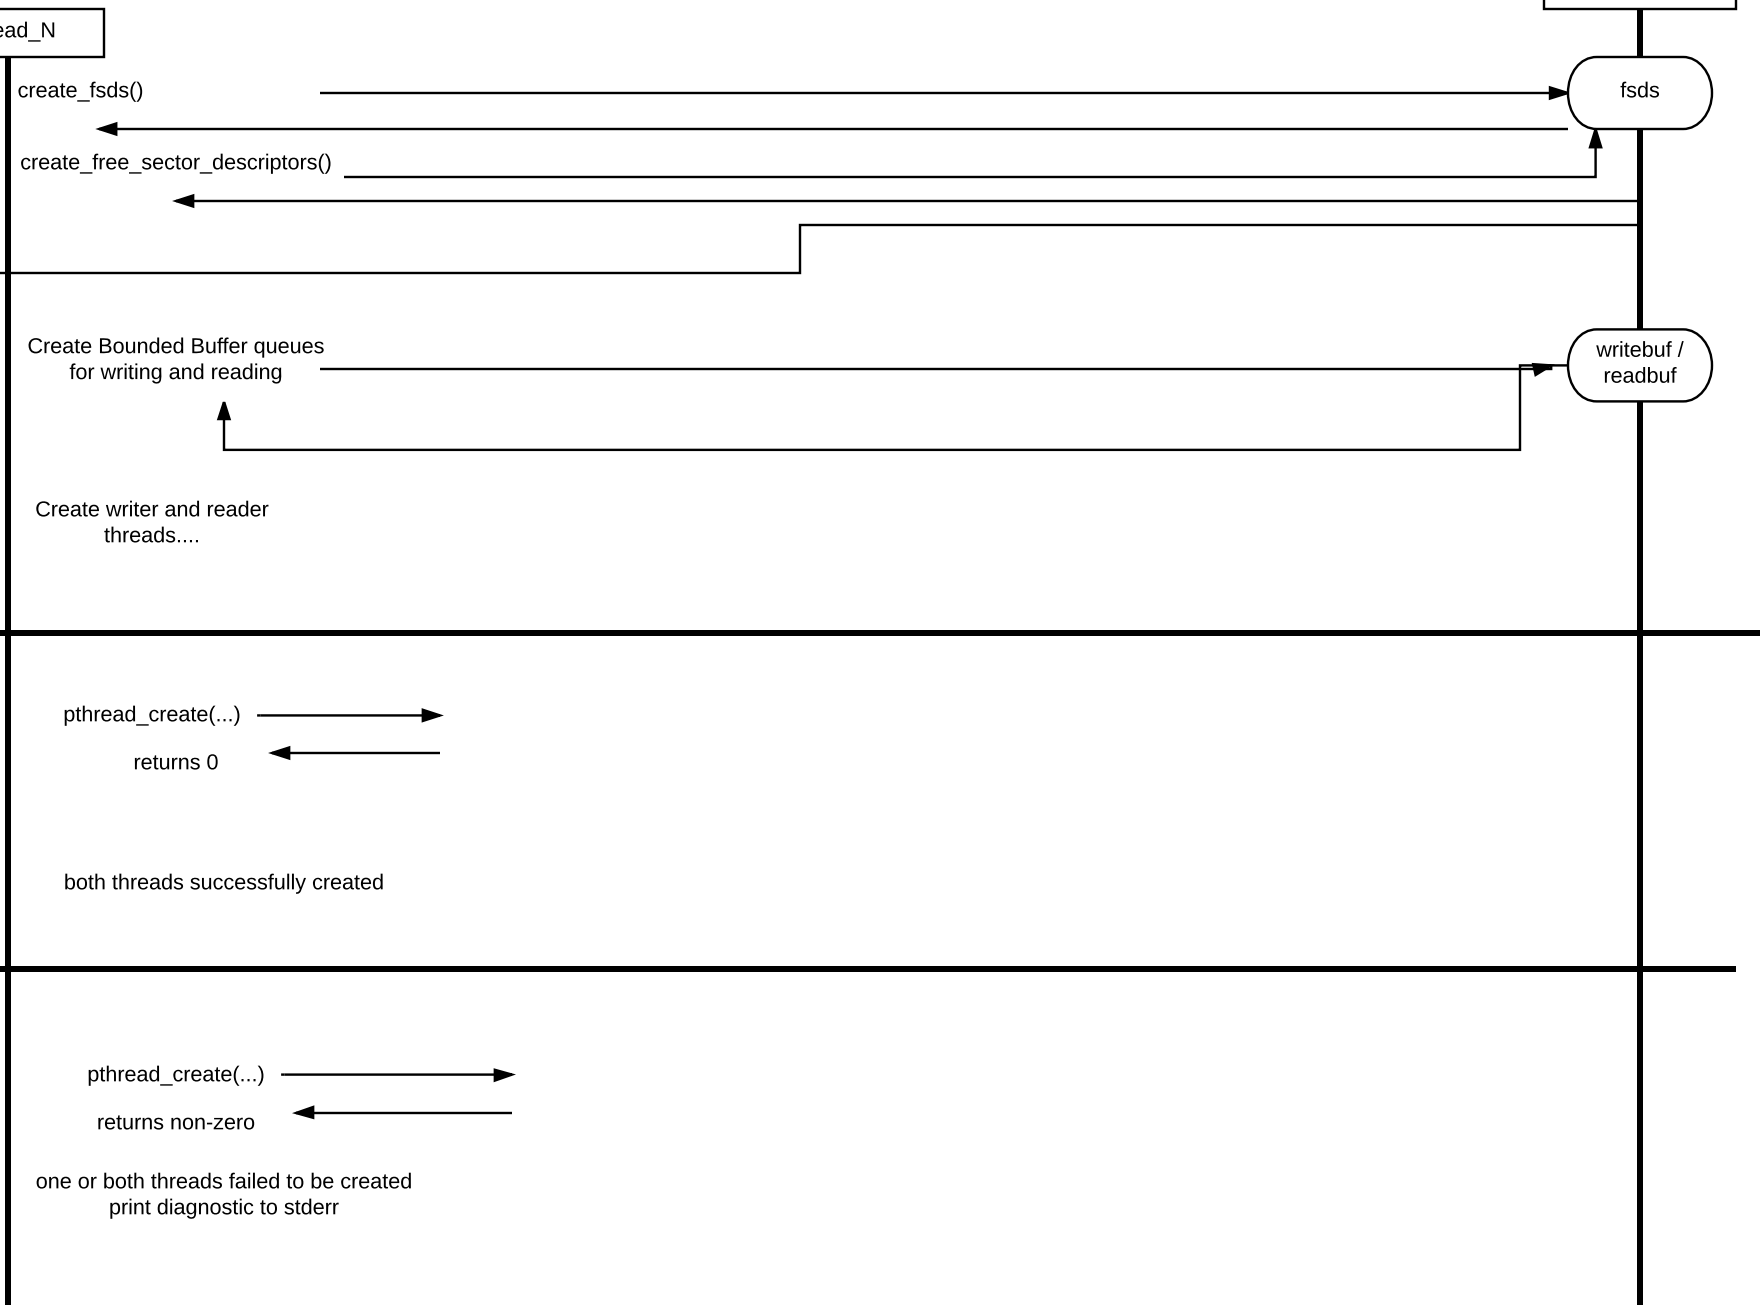 ead_N
create_fsds()
fsds
create_free_sector_descriptors()
Create Bounded Buffer queues
for writing and reading
writebuf /
readbuf
Create writer and reader
threads....
pthread_create(...)
returns 0
both threads successfully created
pthread_create(...)
returns non-zero
one or both threads failed to be created
print diagnostic to stderr